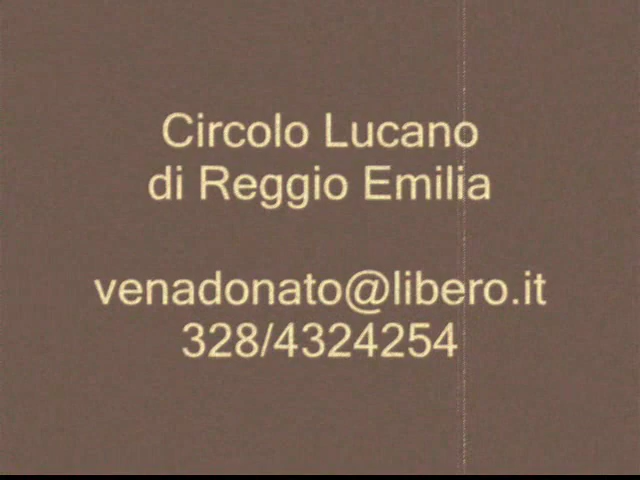 Circolo Lucano
di Reggio Emilia
venadonato@libero.it
328/4324254